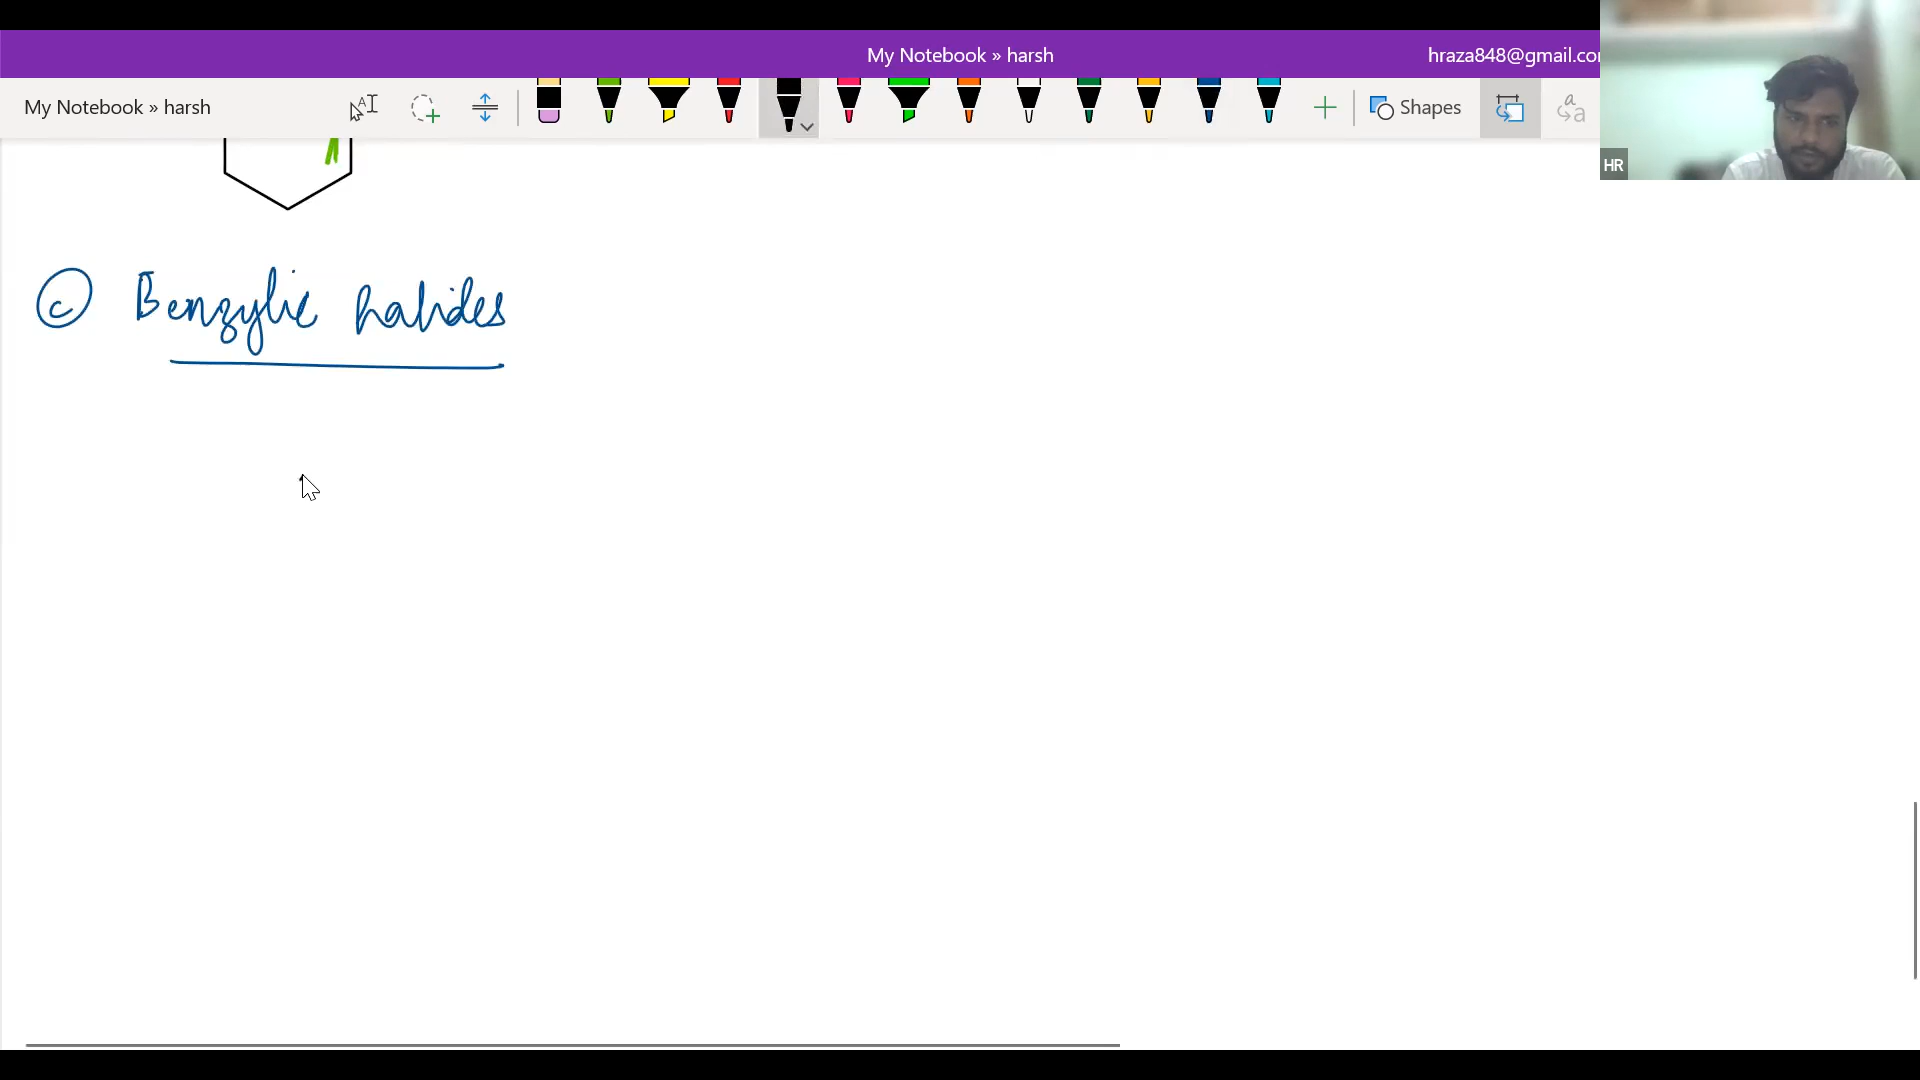 My Notebook » harsh
hraza848@gmail.co
My Notebook » harsh
Shapes
HR
c Benzylic halides